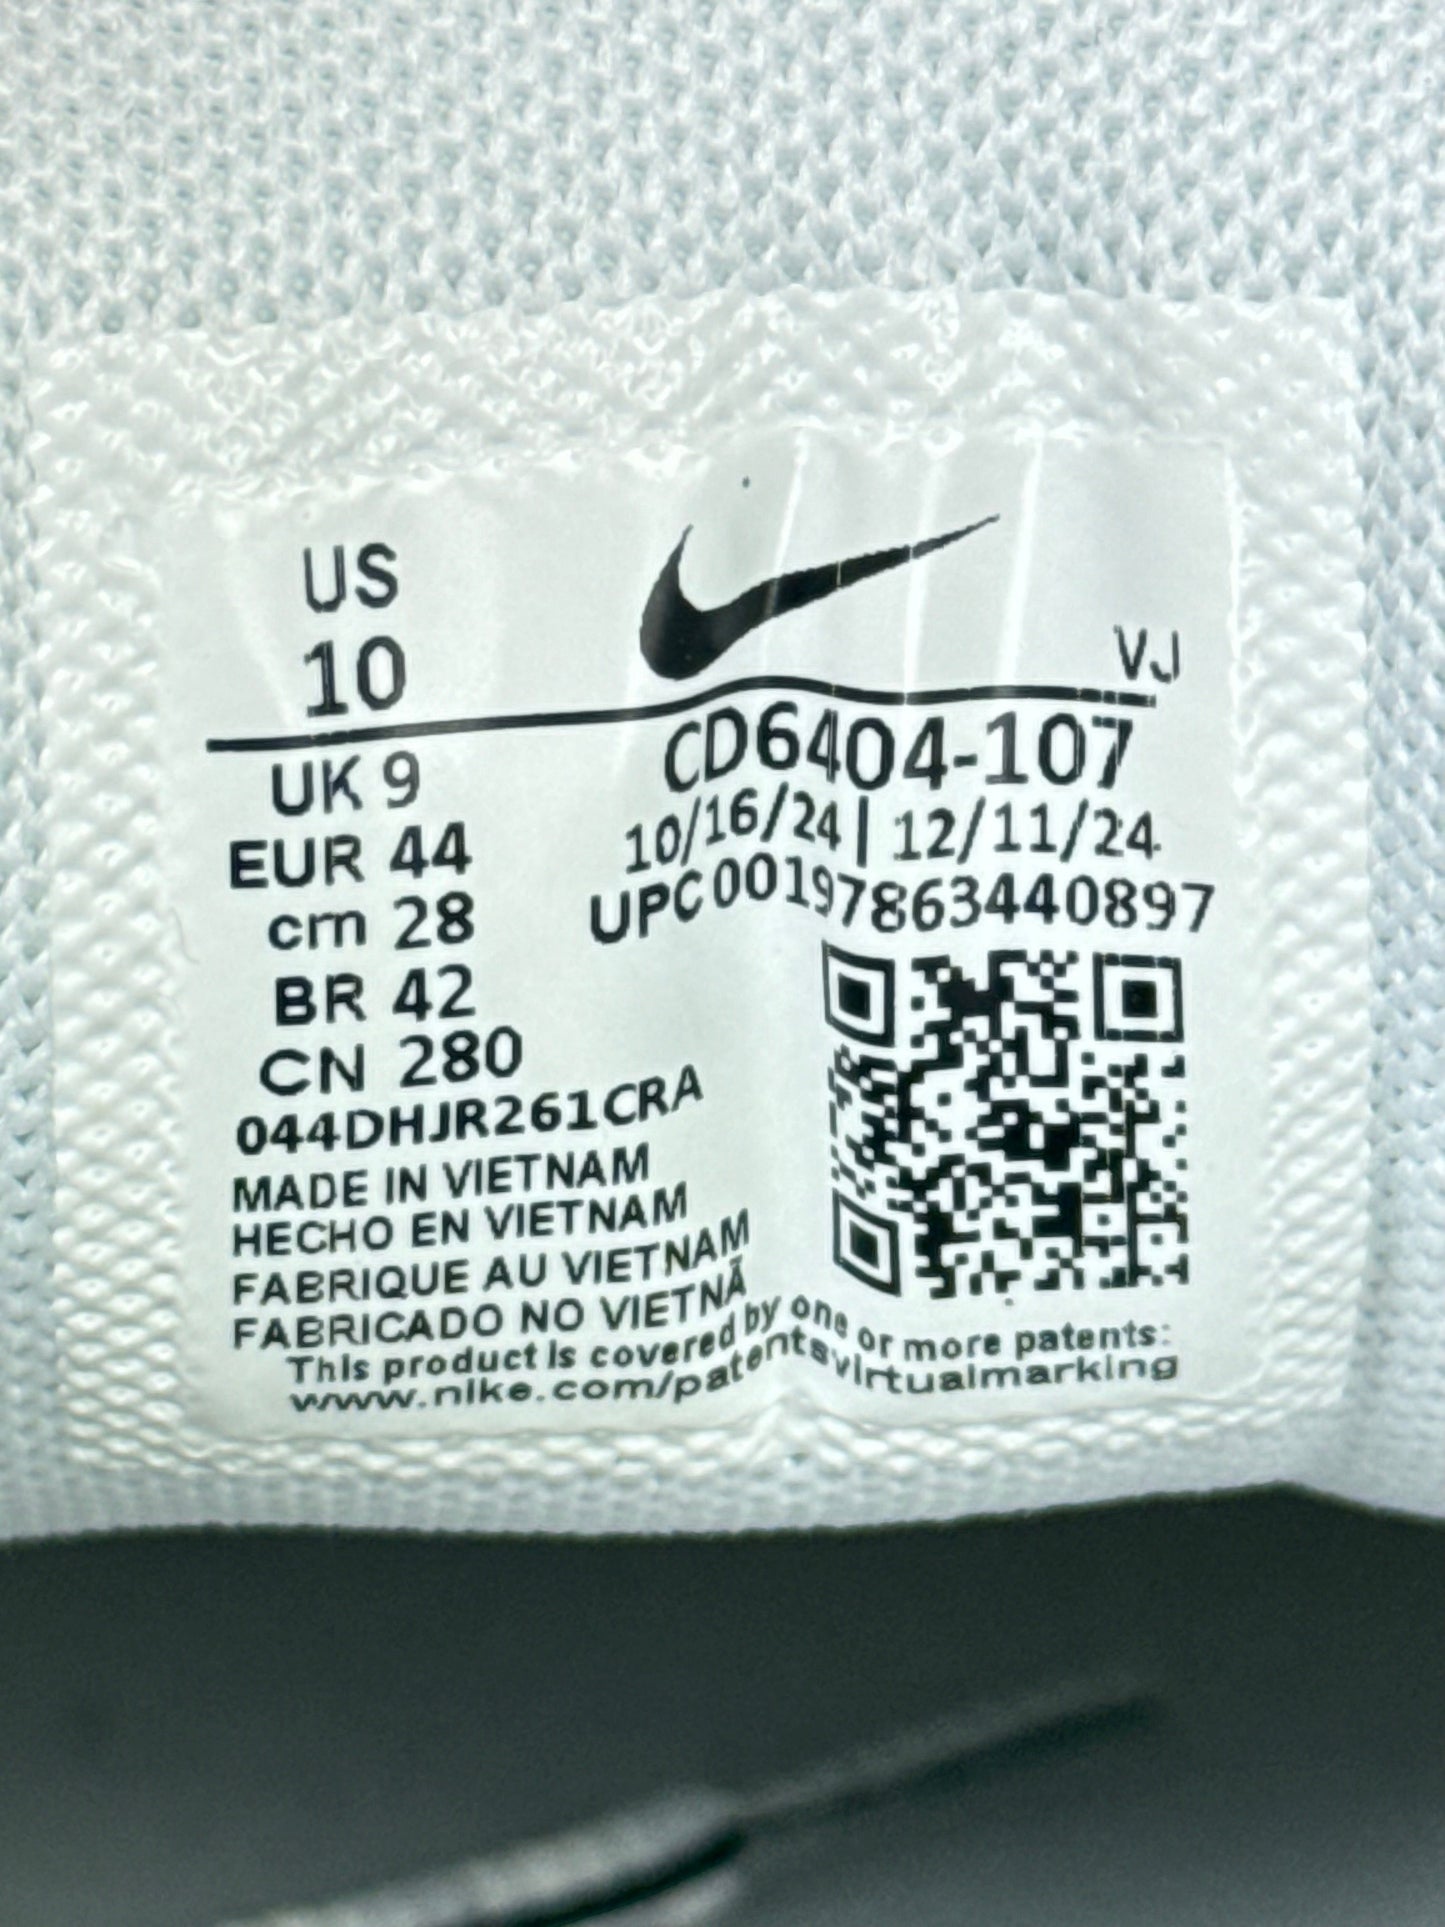 US
10
VJ
UK 9
CD6404-107
EUR 44
10/16/24 | 12/11/24
cm 28
UPC 00197863440897
BR 42
CN 280
044DHJR261CRA
MADE IN VIETNAM
HECHO EN VIETNAM
FABRIQUE AU VIETNAM
FABRICADO NO VIETNÃ
This product is covered by one or more patents:
www.nike.com/patentsvirtualmarking